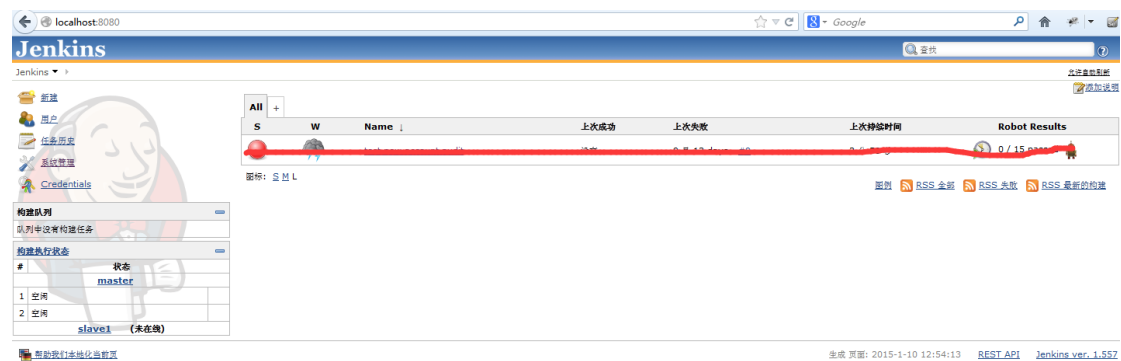 localhost:8080
Google
Jenkins
查找
Jenkins
允许自动刷新
添加说明
新建
用户
任务历史
系统管理
Credentials
All +
S W Name ↓ 上次成功 上次失败 上次持续时间 Robot Results
0 / 15
图标: S M L
图例 RSS 全部 RSS 失败 RSS 最新的构建
构建队列
队列中没有构建任务
构建执行状态
# 状态
master
1 空闲
2 空闲
slave1 (未在线)
帮助我们本地化当前页
生成 页面: 2015-1-10 12:54:13 REST API Jenkins ver. 1.557